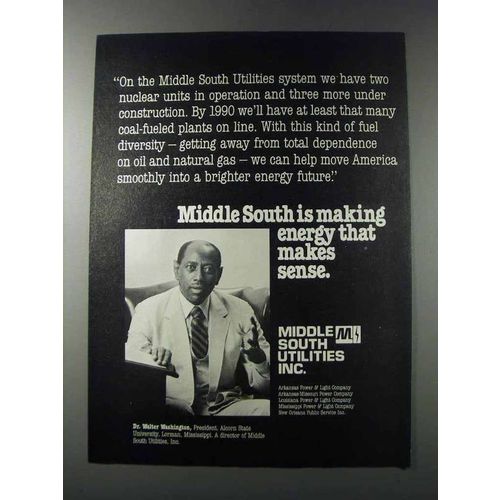 “On the Middle South Utilities system we have two
nuclear units in operation and three more under
construction. By 1990 we'll have at least that many
coal-fueled plants on line. With this kind of fuel
diversity – getting away from total dependence
on oil and natural gas – we can help move America
smoothly into a brighter energy future.”
Middle South is making
energy that
makes
sense.
MIDDLE
SOUTH
UTILITIES
INC.
Arkansas Power & Light Company
Arkansas-Missouri Power Company
Louisiana Power & Light Company
Mississippi Power & Light Company
New Orleans Public Service Inc.
Dr. Walter Washington, President, Alcorn State
University, Lorman, Mississippi. A director of Middle
South Utilities, Inc.